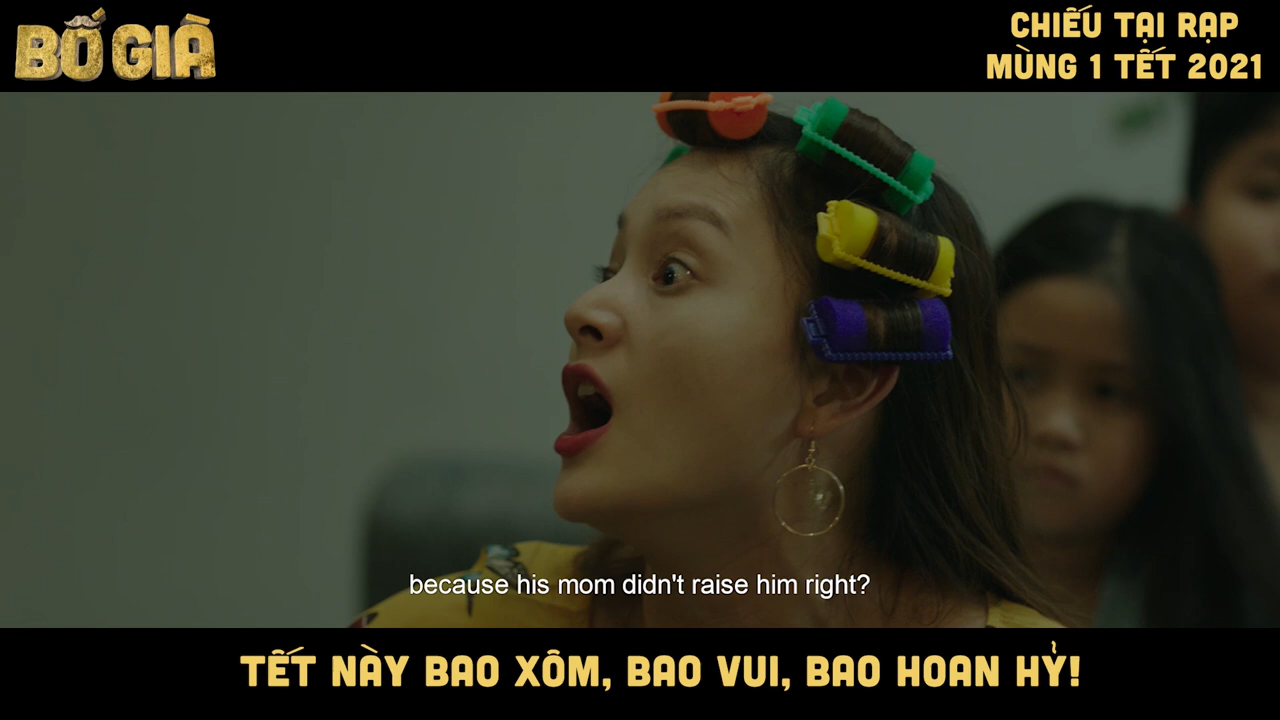 BỐ GIÀ
CHIẾU TẠI RẠP
MÙNG 1 TẾT 2021
because his mom didn't raise him right?
TẾT NÀY BAO XÔM, BAO VUI, BAO HOAN HỶ!